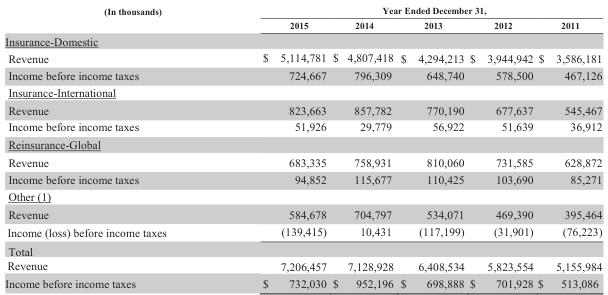 (In thousands) Year Ended December 31,
2015 2014 2013 2012 2011
Insurance-Domestic
Revenue $ 5,114,781 $ 4,807,418 $ 4,294,213 $ 3,944,942 $ 3,586,181
Income before income taxes 724,667 796,309 648,740 578,500 467,126
Insurance-International
Revenue 823,663 857,782 770,190 677,637 545,467
Income before income taxes 51,926 29,779 56,922 51,639 36,912
Reinsurance-Global
Revenue 683,335 758,931 810,060 731,585 628,872
Income before income taxes 94,852 115,677 110,425 103,690 85,271
Other (1)
Revenue 584,678 704,797 534,071 469,390 395,464
Income (loss) before income taxes (139,415) 10,431 (117,199) (31,901) (76,223)
Total
Revenue 7,206,457 7,128,928 6,408,534 5,823,554 5,155,984
Income before income taxes $ 732,030 $ 952,196 $ 698,888 $ 701,928 $ 513,086